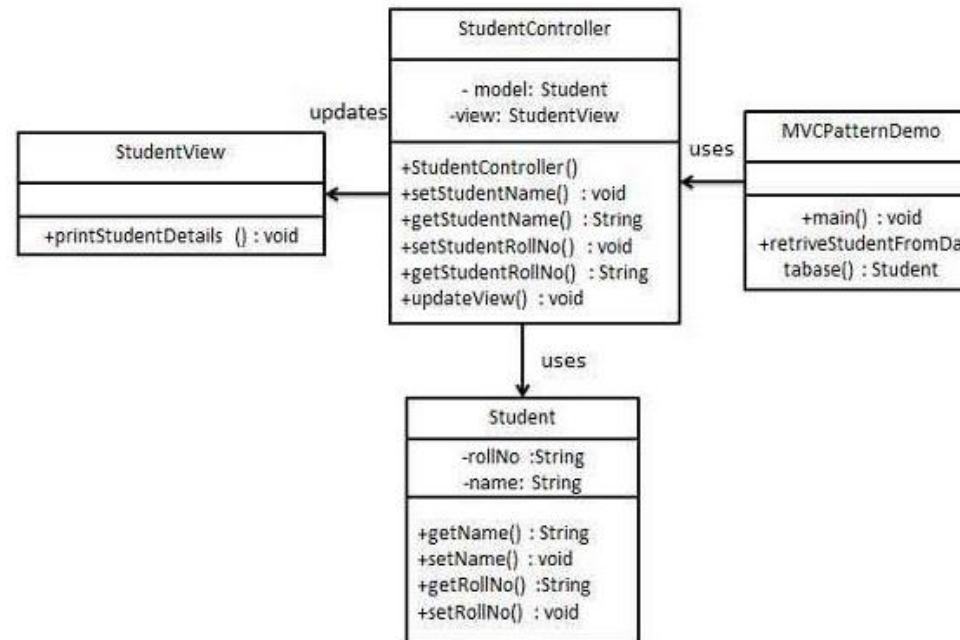 StudentController
- model: Student
-view: StudentView
+StudentController()
+setStudentName() : void
+getStudentName() : String
+setStudentRollNo() : void
+getStudentRollNo() : String
+updateView() : void
updates
StudentView
+printStudentDetails () : void
uses
MVCPatternDemo
+main() : void
+retriveStudentFromDa
tabase() : Student
uses
Student
-rollNo :String
-name: String
+getName() : String
+setName() : void
+getRollNo() :String
+setRollNo() : void